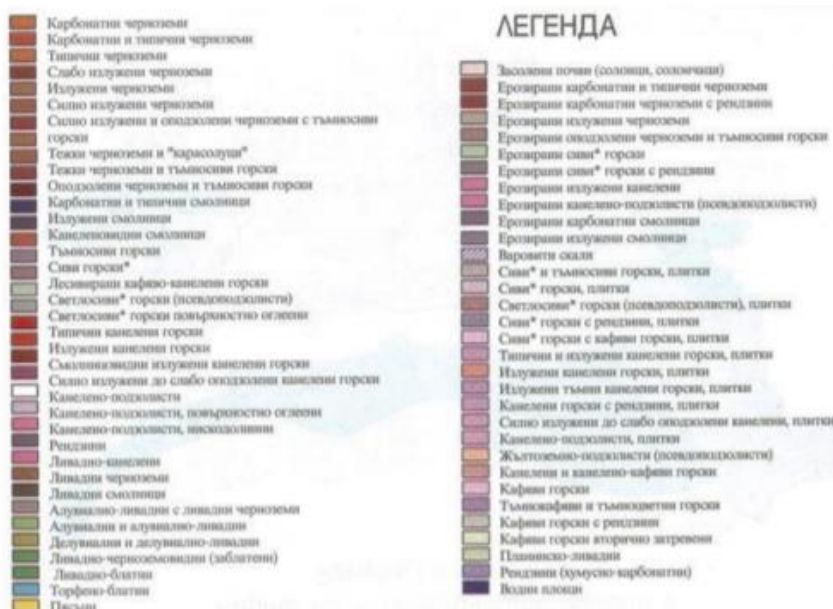 Карбонатни черноземи
Карбонатни и типични черноземи
Типични черноземи
Слабо излужени черноземи
Излужени черноземи
Силно излужени черноземи
Силно излужени и оподзолени черноземи с тъмносиви
горски
Тежки черноземи и "карасолуци"
Тежки черноземи и тъмносиви горски
Оподзолени черноземи и тъмносиви горски
Карбонатни и типични смолници
Излужени смолници
Канеленовидни смолници
Тъмносиви горски
Сиви горски*
Лесивирани кафяво-канелени горски
Светлосиви* горски (псевдоподзолисти)
Светлосиви* горски повърхностно оглеени
Типични канелени горски
Излужени канелени горски
Смолницовидни излужени канелени горски
Силно излужени до слабо оподзолени канелени горски
Канелено-подзолисти
Канелено-подзолисти, повърхностно оглеени
Канелено-подзолисти, нископланинни
Рендзини
Ливадно-канелени
Ливадни черноземи
Ливадни смолници
Алувиално-ливадни с ливадни черноземи
Алувиални и алувиално-ливадни
Делувиални и делувиално-ливадни
Ливадно-черноземовидни (заблатени)
Ливадно-блатни
Торфено-блатни
Пясъци
ЛЕГЕНДА
Засолени почви (солонци, солончаци)
Ерозирани карбонатни и типични черноземи
Ерозирани карбонатни черноземи с рендзини
Ерозирани излужени черноземи
Ерозирани оподзолени черноземи и тъмносиви горски
Ерозирани сиви* горски
Ерозирани сиви* горски с рендзини
Ерозирани излужени канелени
Ерозирани канелено-подзолисти (псевдоподзолисти)
Ерозирани карбонатни смолници
Ерозирани излужени смолници
Варовити скали
Сиви* и тъмносиви горски, плитки
Сиви* горски, плитки
Светлосиви* горски (псевдоподзолисти), плитки
Сиви* горски с рендзини, плитки
Сиви* горски с кафяви горски, плитки
Типични и излужени канелени горски, плитки
Излужени канелени горски, плитки
Излужени тъмни канелени горски, плитки
Канелени горски с рендзини, плитки
Силно излужени до слабо оподзолени канелени, плитки
Канелено-подзолисти, плитки
Жълтоземно-подзолисти (псевдоподзолисти)
Канелени и канелено-кафяви горски
Кафяви горски
Тъмнокафяви и тъмноцветни горски
Кафяви горски с рендзини
Кафяви горски вторично затревени
Планинско-ливадни
Рендзини (хумусно-карбонатни)
Водни площи